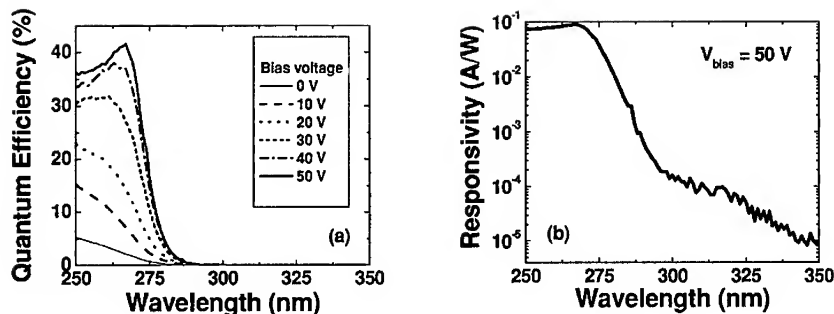 Quantum Efficiency (%)
40
30
20
10
0
Bias voltage
0 V
10 V
20 V
30 V
40 V
50 V
(a)
250 275 300 325 350
Wavelength (nm)
Responsivity (A/W)
10⁻¹
10⁻²
10⁻³
10⁻⁴
10⁻⁵
V_bias = 50 V
(b)
250 275 300 325 350
Wavelength (nm)